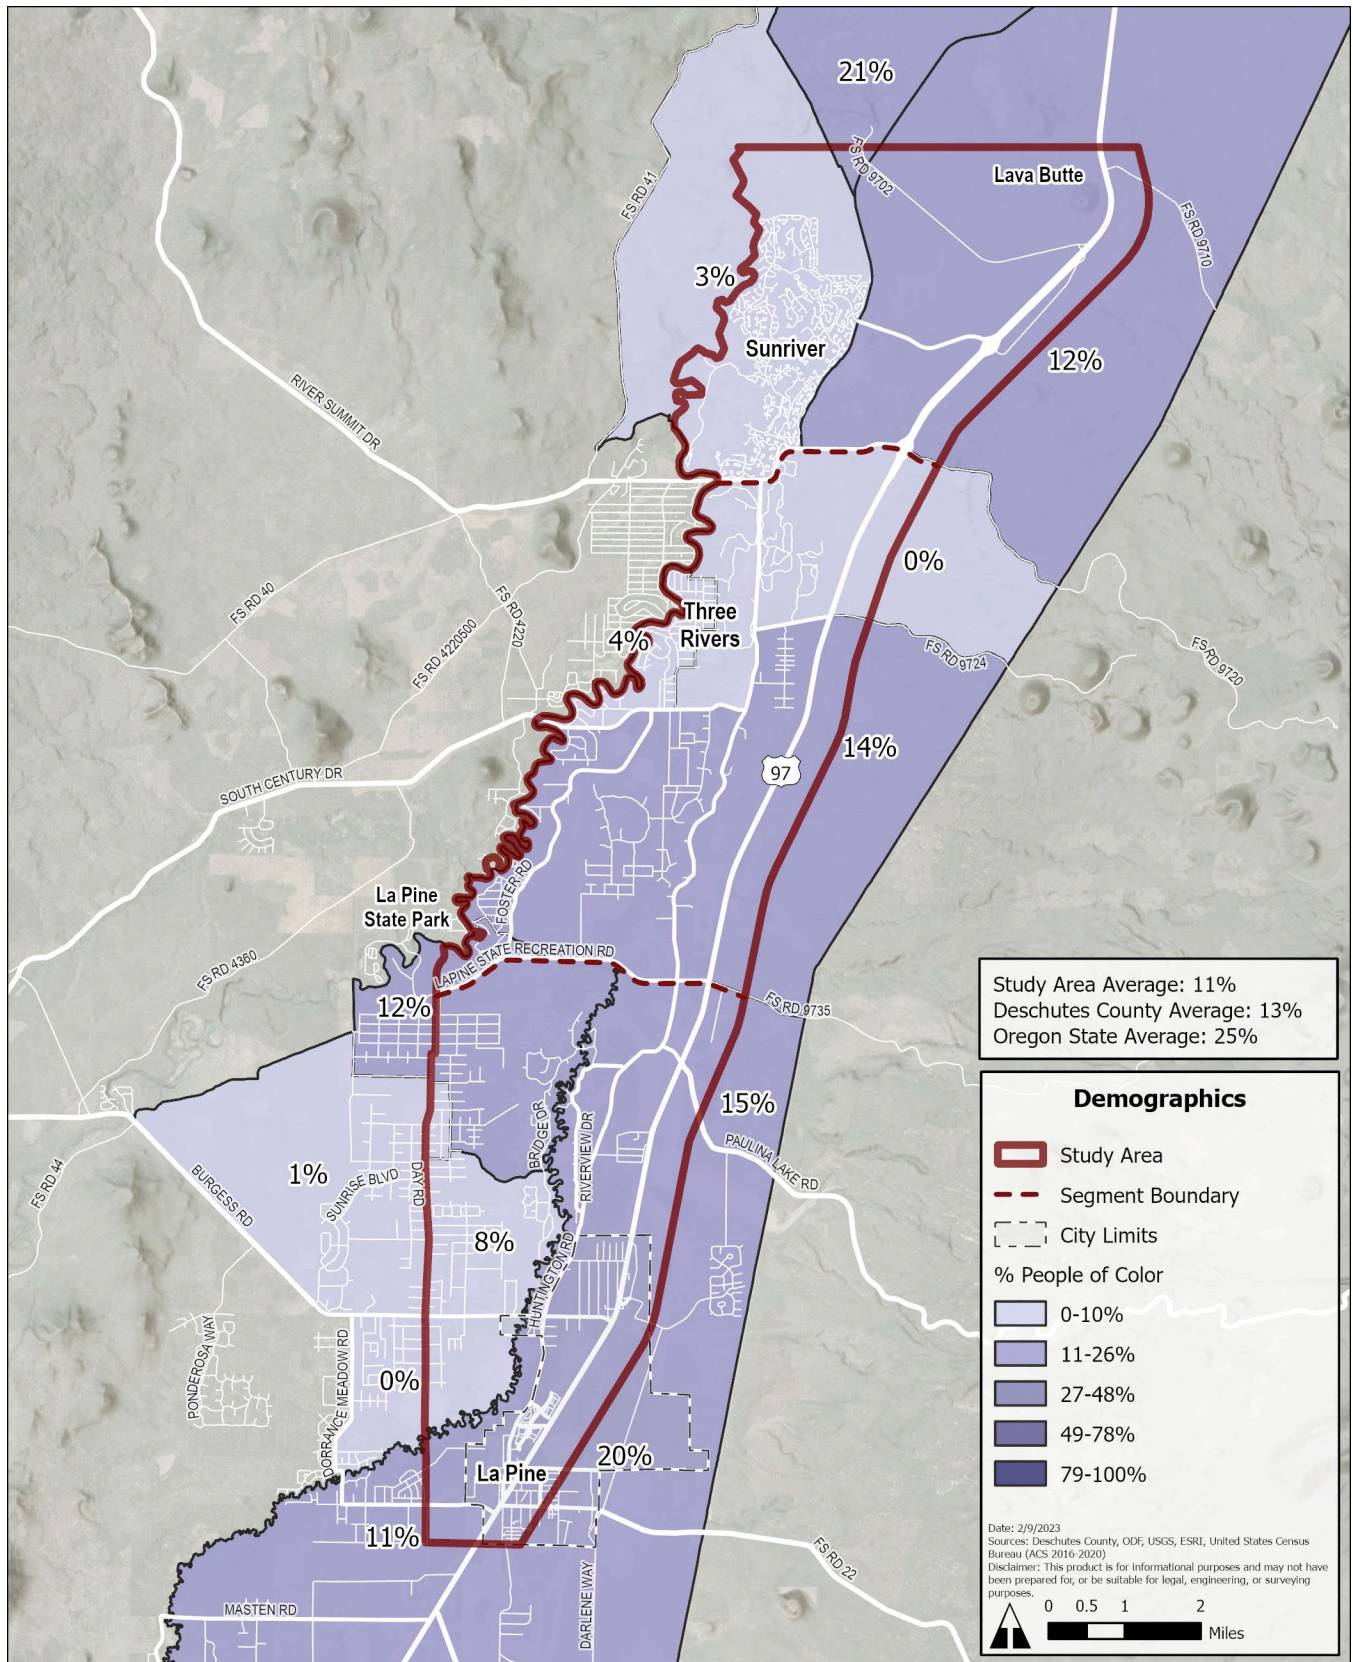 21%
FS RD 9702
Lava Butte
FS RD 41
FS RD 9710
3%
Sunriver
12%
RIVER SUMMIT DR
0%
FS RD 40
FS RD 4220
FS RD 4220500
Three
Rivers
4%
FS RD 9724
FS RD 9720
14%
97
SOUTH CENTURY DR
FOSTER RD
La Pine
State Park
LAPINE STATE RECREATION RD
FS RD 4360
12%
FS RD 9735
15%
BRIDGE DR
RIVERVIEW DR
PAULINA LAKE RD
FS RD 44
BURGESS RD
1%
SUNRISE BLVD
DAY RD
8%
HUNTINGTON RD
PONDEROSA WAY
DORRANCE MEADOW RD
0%
20%
La Pine
11%
FS RD 22
MASTEN RD
DARLENE WAY
Study Area Average: 11%
Deschutes County Average: 13%
Oregon State Average: 25%
Demographics
Study Area
Segment Boundary
City Limits
% People of Color
0-10%
11-26%
27-48%
49-78%
79-100%
Date: 2/9/2023
Sources: Deschutes County, ODF, USGS, ESRI, United States Census
Bureau (ACS 2016-2020)
Disclaimer: This product is for informational purposes and may not have
been prepared for, or be suitable for legal, engineering, or surveying
purposes.
0 0.5 1 2
Miles